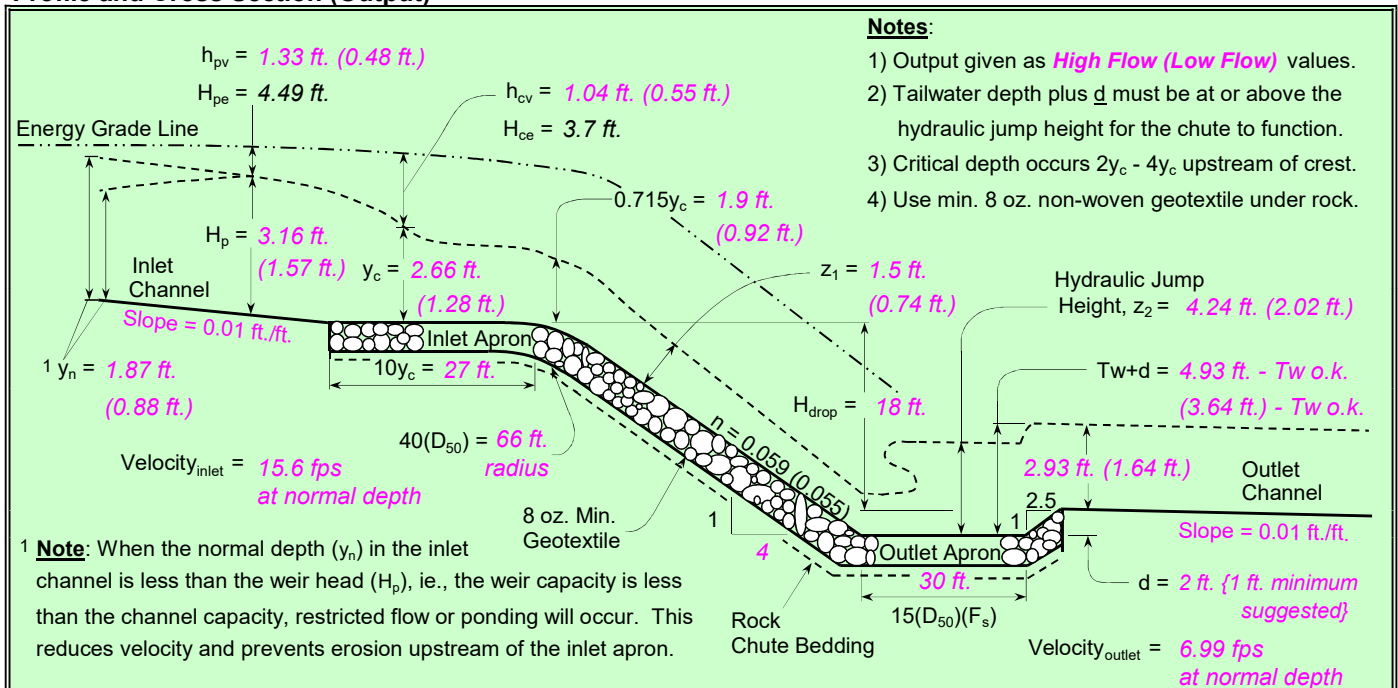 Profile and Cross Section (Output)
Notes:
1) Output given as High Flow (Low Flow) values.
2) Tailwater depth plus d must be at or above the
hydraulic jump height for the chute to function.
3) Critical depth occurs 2yc - 4yc upstream of crest.
4) Use min. 8 oz. non-woven geotextile under rock.
hpv = 1.33 ft. (0.48 ft.)
Hpe = 4.49 ft.
hcv = 1.04 ft. (0.55 ft.)
Hce = 3.7 ft.
Energy Grade Line
0.715yc = 1.9 ft.
(0.92 ft.)
Hp = 3.16 ft.
(1.57 ft.)
Inlet
Channel
Slope = 0.01 ft./ft.
yc = 2.66 ft.
(1.28 ft.)
z1 = 1.5 ft.
(0.74 ft.)
Hydraulic Jump
Height, z2 = 4.24 ft. (2.02 ft.)
Inlet Apron
10yc = 27 ft.
1 yn = 1.87 ft.
(0.88 ft.)
Hdrop = 18 ft.
Tw+d = 4.93 ft. - Tw o.k.
(3.64 ft.) - Tw o.k.
40(D50) = 66 ft.
radius
n = 0.059 (0.055)
Velocityinlet = 15.6 fps
at normal depth
2.93 ft. (1.64 ft.)
Outlet
Channel
Slope = 0.01 ft./ft.
1
2.5
8 oz. Min.
Geotextile
1
4
Outlet Apron
30 ft.
15(D50)(Fs)
d = 2 ft. {1 ft. minimum
suggested}
Rock
Chute Bedding
Velocityoutlet = 6.99 fps
at normal depth
1 Note: When the normal depth (yn) in the inlet
channel is less than the weir head (Hp), ie., the weir capacity is less
than the channel capacity, restricted flow or ponding will occur. This
reduces velocity and prevents erosion upstream of the inlet apron.